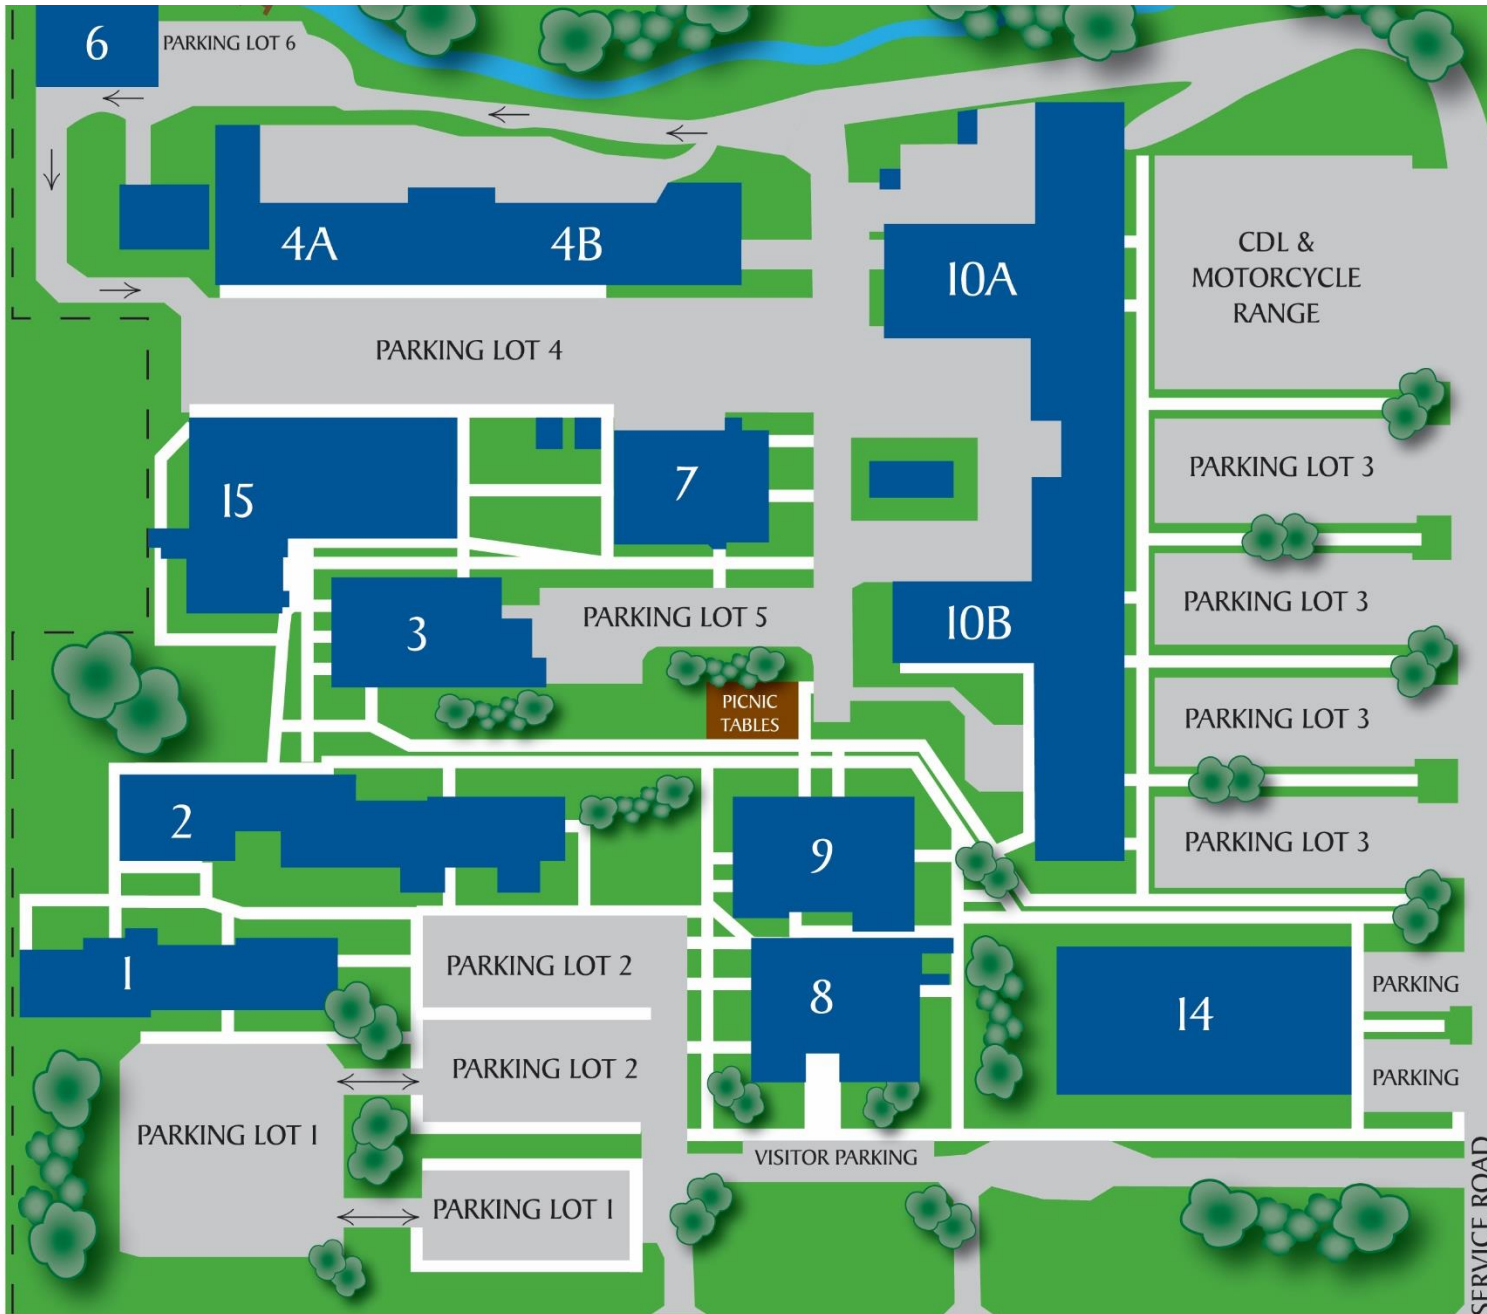 6
PARKING LOT 6
4A
4B
10A
CDL &
MOTORCYCLE
RANGE
PARKING LOT 4
15
7
PARKING LOT 3
3
PARKING LOT 5
10B
PARKING LOT 3
PICNIC
TABLES
PARKING LOT 3
2
9
PARKING LOT 3
1
PARKING LOT 2
8
14
PARKING
PARKING LOT 2
PARKING
PARKING LOT 1
VISITOR PARKING
PARKING LOT 1
SERVICE ROAD